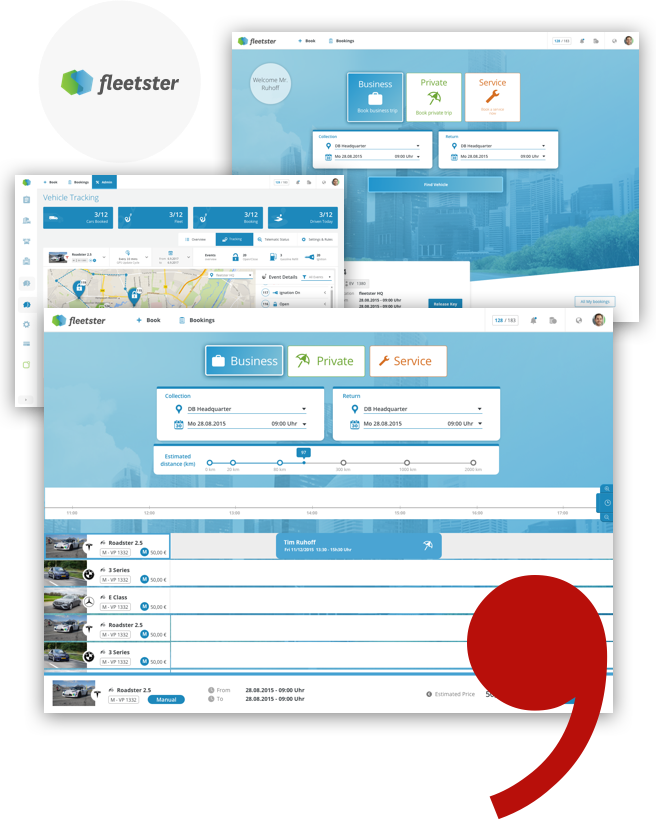 fleetster
fleetster
Book
Bookings
128 / 183
Welcome Mr.
Ruhoff
Business
Book business trip
Private
Book private trip
Service
Collection
DB Headquarter
Mo 28.08.2015
09:00 Uhr
Return
DB Headquarter
Mo 28.08.2015
09:00 Uhr
Find Vehicle
Book
Bookings
Admin
128 / 183
Vehicle Tracking
3/12
Cars Booked
3/12
Fleet
3/12
Booking
3/12
Driven Today
Overview
Tracking
Telematic Status
Settings & Rules
Roadster 2.5
Events
Event Details
Ignition On
Open
EV
fleetster HQ
28.08.2015 - 09:00 Uhr
28.08.2015 - 09:00 Uhr
Release Key
All My bookings
fleetster
Book
Bookings
128 / 183
Business
Private
Service
Collection
DB Headquarter
Mo 28.08.2015
09:00 Uhr
Return
DB Headquarter
Mo 28.08.2015
09:00 Uhr
Estimated
distance (km)
97
0 km
20 km
1000 km
2000 km
11:00
12:00
13:00
14:00
15:00
16:00
17:00
Roadster 2.5
M - VP 1332
M 50,00 €
Tim Ruhoff
Fri 11/12/2015 13:30 - 15h00 Uhr
3 Series
M - VP 1332
M 50,00 €
E Class
M - VP 1332
M 50,00 €
Roadster 2.5
M - VP 1332
M 50,00 €
3 Series
M - VP 1332
M 50,00 €
Roadster 2.5
M - VP 1332
Manual
From
28.08.2015 - 09:00 Uhr
To
28.08.2015 - 09:00 Uhr
Estimated Price